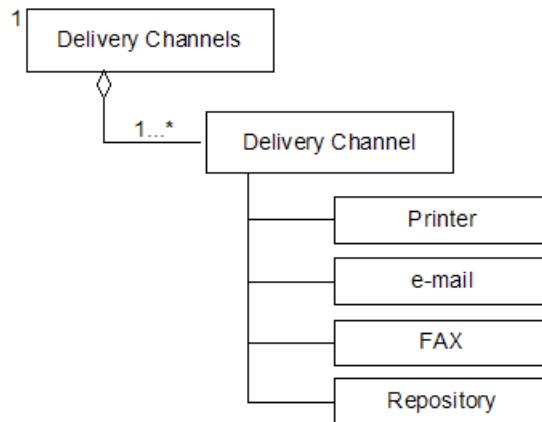 1
Delivery Channels
1...*
Delivery Channel
Printer
e-mail
FAX
Repository